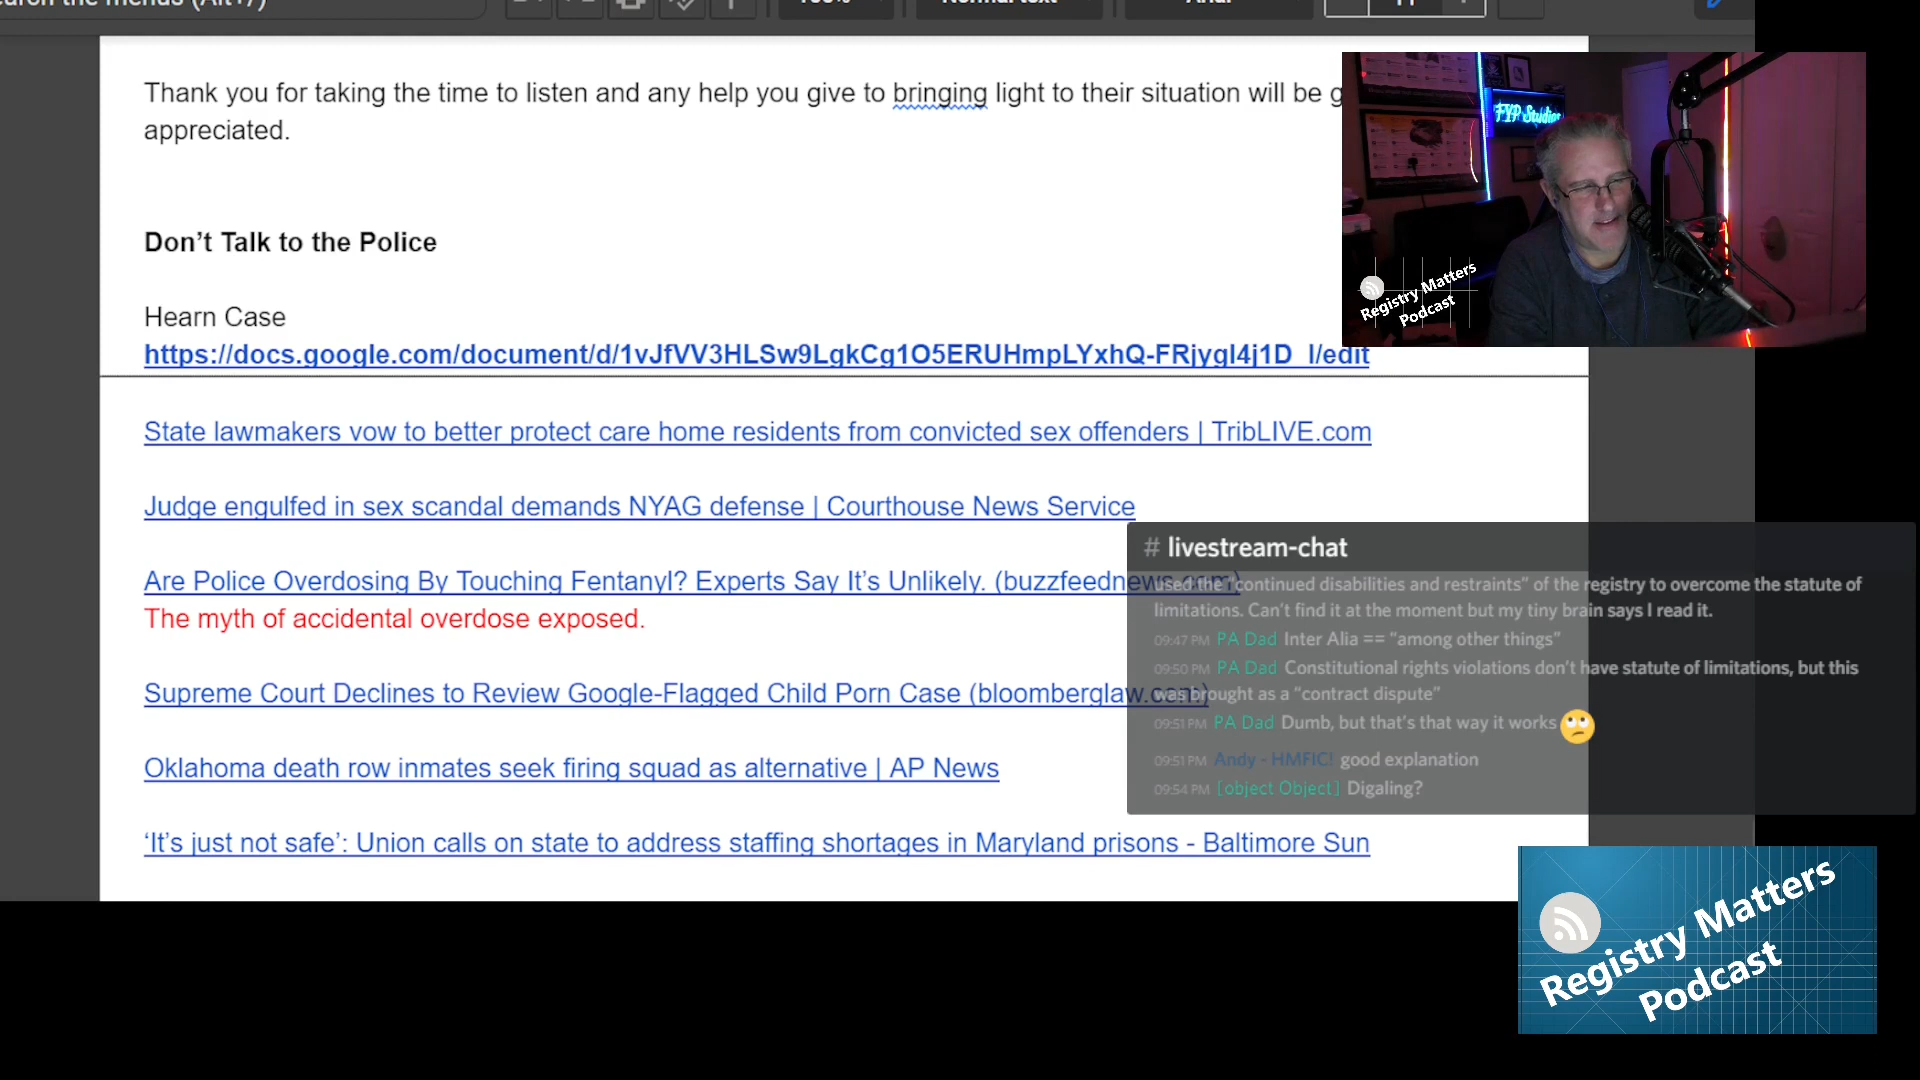 earch the menus (Alt+/)
100%
Normal text
Arial
11
Thank you for taking the time to listen and any help you give to bringing light to their situation will be g
appreciated.
Don’t Talk to the Police
Hearn Case
https://docs.google.com/document/d/1vJfVV3HLSw9LgkCg1O5ERUHmpLYxhQ-FRjygI4j1D_I/edit
State lawmakers vow to better protect care home residents from convicted sex offenders | TribLIVE.com
Judge engulfed in sex scandal demands NYAG defense | Courthouse News Service
Are Police Overdosing By Touching Fentanyl? Experts Say It’s Unlikely. (buzzfeednews.com)
The myth of accidental overdose exposed.
Supreme Court Declines to Review Google-Flagged Child Porn Case (bloomberglaw.com)
Oklahoma death row inmates seek firing squad as alternative | AP News
‘It’s just not safe’: Union calls on state to address staffing shortages in Maryland prisons - Baltimore Sun
FYP Studios
Registry Matters
Podcast
# livestream-chat
used the “continued disabilities and restraints” of the registry to overcome the statute of
limitations. Can’t find it at the moment but my tiny brain says I read it.
09:47 PM PA Dad Inter Alia == “among other things”
09:50 PM PA Dad Constitutional rights violations don’t have statute of limitations, but this
was brought as a “contract dispute”
09:51 PM PA Dad Dumb, but that’s that way it works 🙄
09:51 PM Andy - HMFIC! good explanation
09:54 PM [object Object] Digaling?
Registry Matters
Podcast